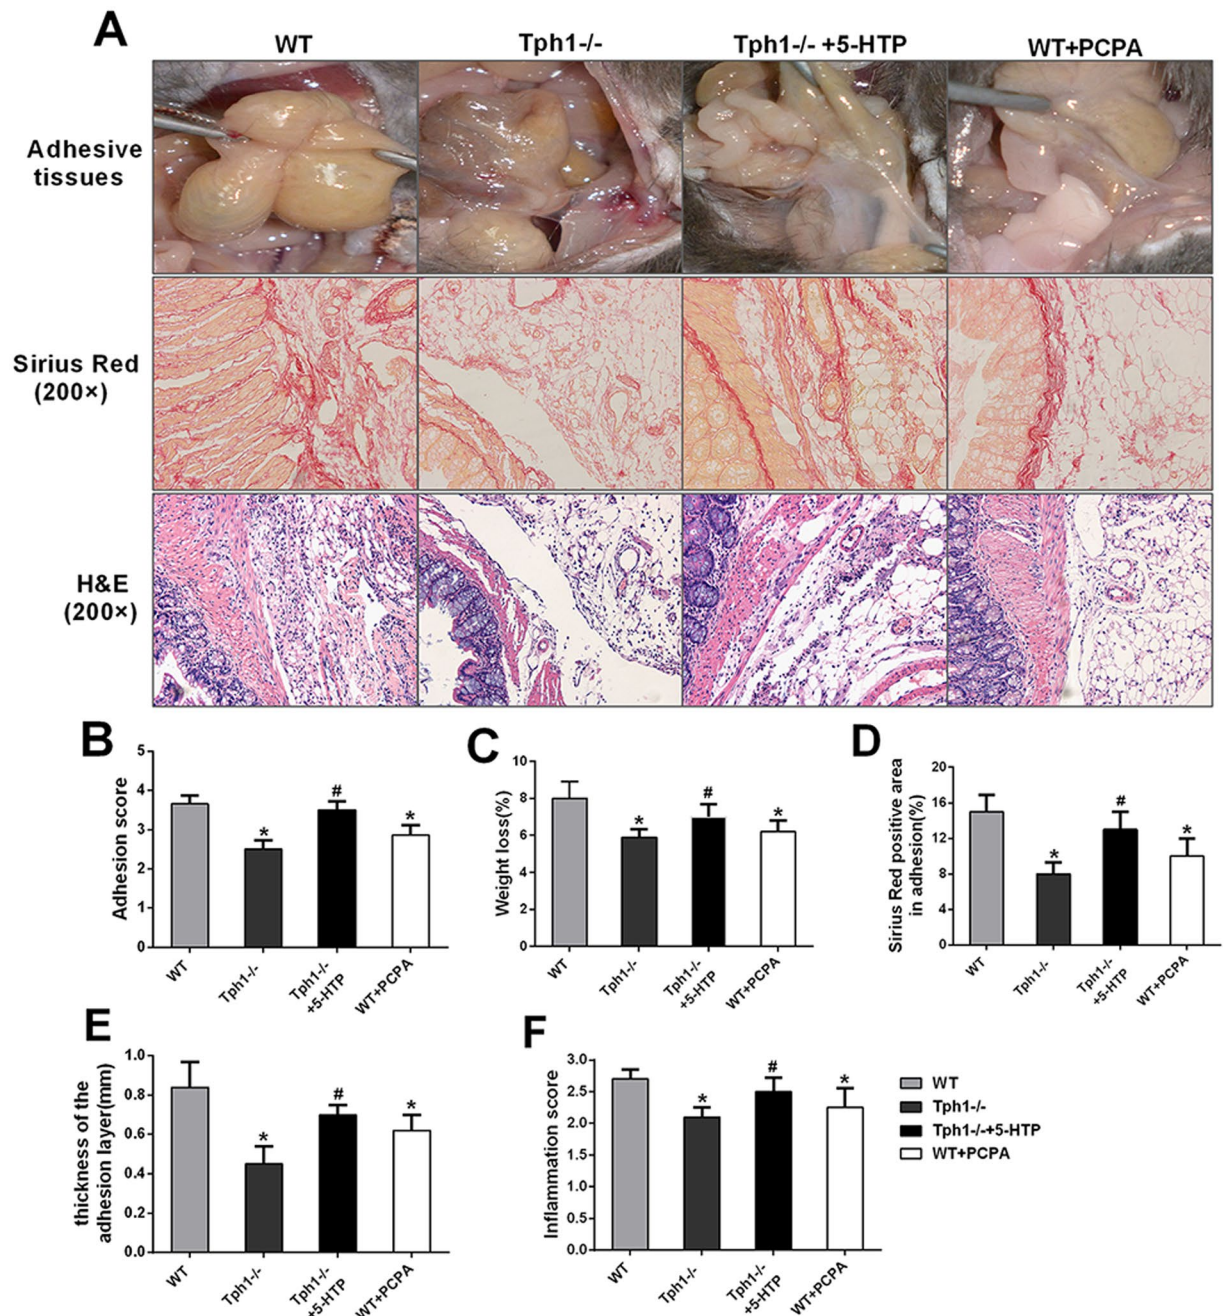 A
WT
Tph1-/-
Tph1-/- +5-HTP
WT+PCPA
Adhesive
tissues
Sirius Red
(200×)
H&E
(200×)
B
Adhesion score
5
4
3
2
1
0
*
#
*
WT
Tph1-/-
Tph1-/-
+5-HTP
WT+PCPA
C
Weight loss(%)
10
8
6
4
2
0
*
#
*
WT
Tph1-/-
Tph1-/-
+5-HTP
WT+PCPA
D
Sirius Red positive area
in adhesion(%)
20
16
12
8
4
0
*
#
*
WT
Tph1-/-
Tph1-/-
+5-HTP
WT+PCPA
E
thickness of the
adhesion layer(mm)
1.0
0.8
0.6
0.4
0.2
0.0
*
#
*
WT
Tph1-/-
Tph1-/-
+5-HTP
WT+PCPA
F
Inflammation score
3.0
2.5
2.0
1.5
1.0
0.5
0.0
*
#
*
WT
Tph1-/-
Tph1-/-
+5-HTP
WT+PCPA
WT
Tph1-/-
Tph1-/-+5-HTP
WT+PCPA